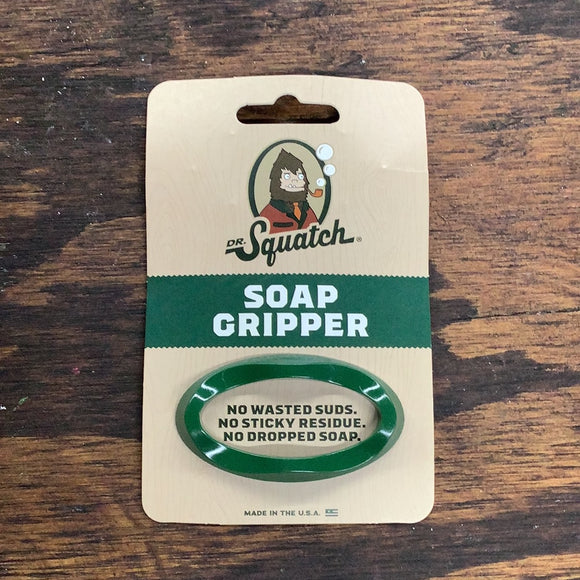 DR. Squatch®
SOAP
GRIPPER
NO WASTED SUDS.
NO STICKY RESIDUE.
NO DROPPED SOAP.
MADE IN THE U.S.A.